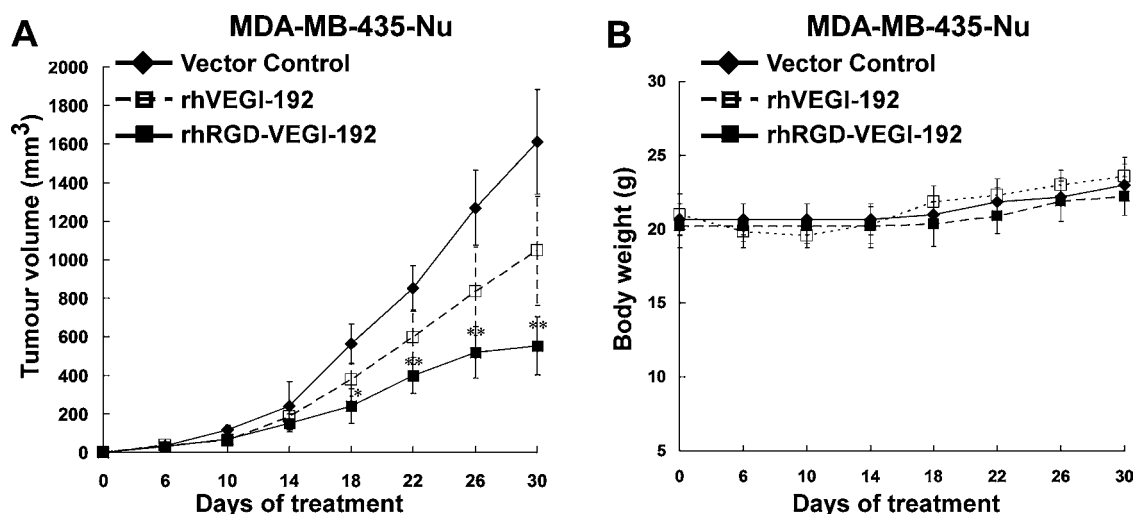 A
MDA-MB-435-Nu
Vector Control
rhVEGI-192
rhRGD-VEGI-192
Tumour volume (mm3)
2000
1800
1600
1400
1200
1000
800
600
400
200
0
*
**
**
**
0 6 10 14 18 22 26 30
Days of treatment
B
MDA-MB-435-Nu
Vector Control
rhVEGI-192
rhRGD-VEGI-192
Body weight (g)
30
25
20
15
10
5
0 6 10 14 18 22 26 30
Days of treatment